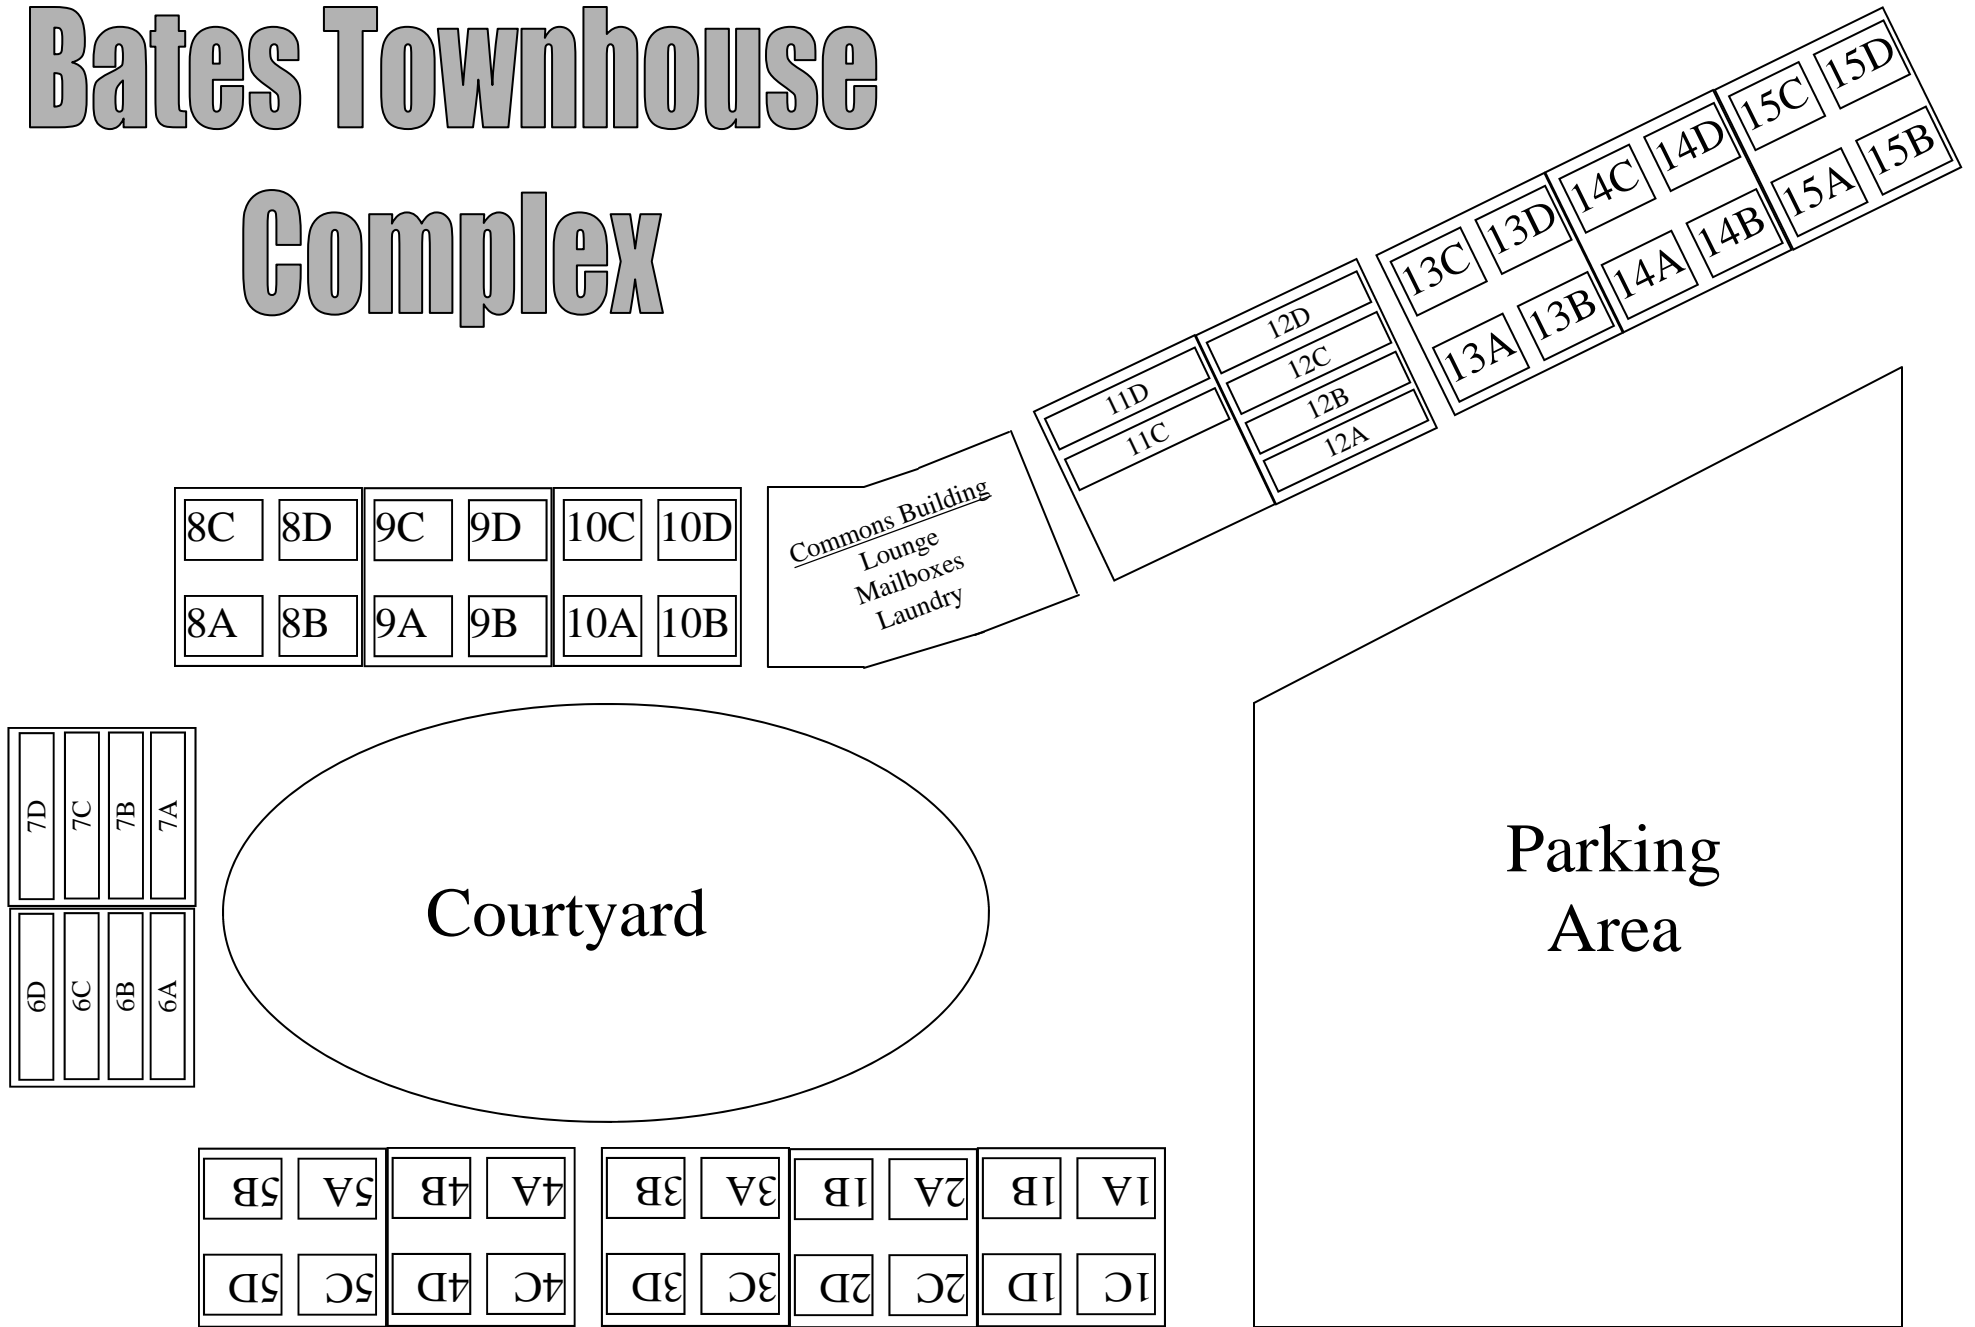 Bates Townhouse
Complex
15C 15D
15A 15B
14C 14D
14A 14B
13C 13D
13A 13B
12D
12C
12B
12A
11D
11C
Commons Building
Lounge
Mailboxes
Laundry
8C 8D 9C 9D 10C 10D
8A 8B 9A 9B 10A 10B
7D 7C 7B 7A
6D 6C 6B 6A
Courtyard
Parking
Area
5B 5A 4B 4A 3B 3A 1B 2A 1B 1A
5D 5C 4D 4C 3D 3C 2D 2C 1D 1C